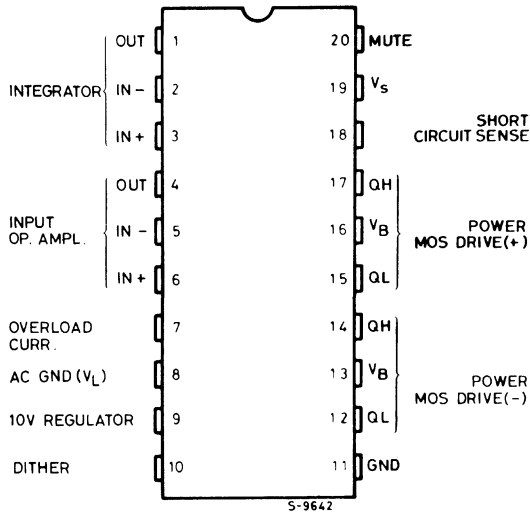 OUT 1 20 MUTE
INTEGRATOR IN - 2 19 Vs
IN + 3 18 SHORT
CIRCUIT SENSE
OUT 4 17 QH
INPUT
OP. AMPL. IN - 5 16 VB POWER
MOS DRIVE(+)
IN + 6 15 QL
OVERLOAD
CURR. 7 14 QH
AC GND (VL) 8 13 VB POWER
MOS DRIVE(-)
10V REGULATOR 9 12 QL
DITHER 10 11 GND
S-9642